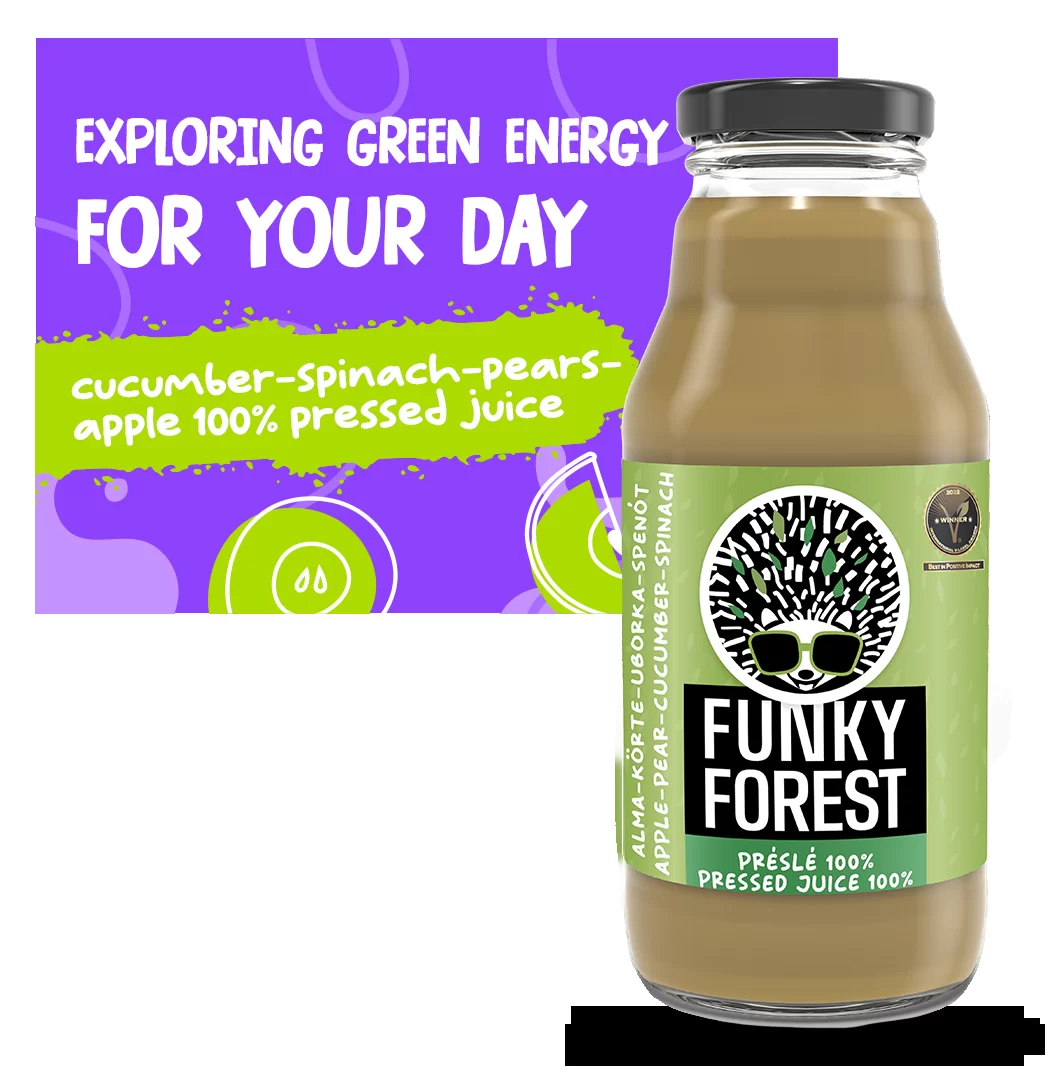 EXPLORING GREEN ENERGY
FOR YOUR DAY
cucumber-spinach-pears-
apple 100% pressed juice
ALMA-KÖRTE-UBORKA-SPENÓT
APPLE-PEAR-CUCUMBER-SPINACH
2022
WINNER
BEST IN POSITIVE IMPACT
FUNKY
FOREST
PRÉSLÉ 100%
PRESSED JUICE 100%